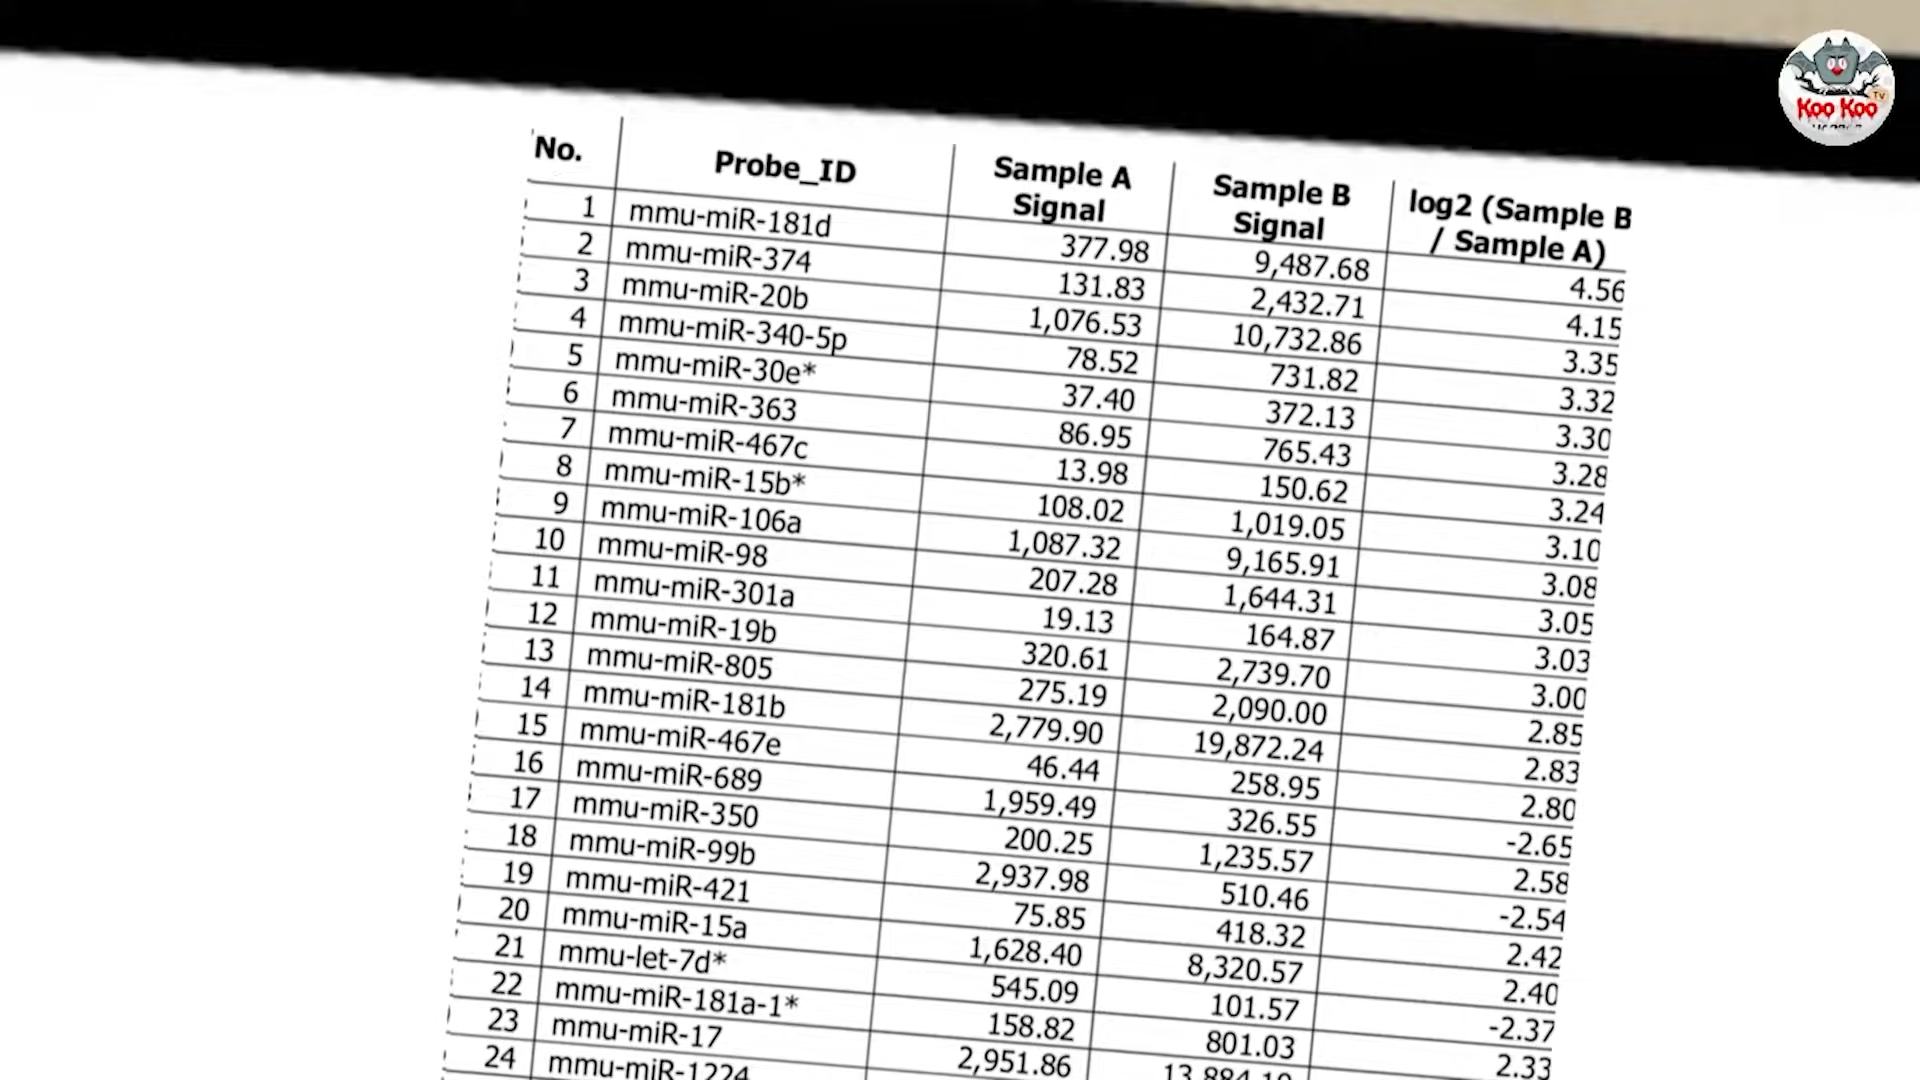 No. Probe_ID Sample A Signal Sample B Signal log2 (Sample B / Sample A)
1 mmu-miR-181d 377.98 9,487.68 4.56
2 mmu-miR-374 131.83 2,432.71 4.15
3 mmu-miR-20b 1,076.53 10,732.86 3.35
4 mmu-miR-340-5p 78.52 731.82 3.32
5 mmu-miR-30e* 37.40 372.13 3.30
6 mmu-miR-363 86.95 765.43 3.28
7 mmu-miR-467c 13.98 150.62 3.24
8 mmu-miR-15b* 108.02 1,019.05 3.10
9 mmu-miR-106a 1,087.32 9,165.91 3.08
10 mmu-miR-98 207.28 1,644.31 3.05
11 mmu-miR-301a 19.13 164.87 3.03
12 mmu-miR-19b 320.61 2,739.70 3.00
13 mmu-miR-805 275.19 2,090.00 2.85
14 mmu-miR-181b 2,779.90 19,872.24 2.83
15 mmu-miR-467e 46.44 258.95 2.80
16 mmu-miR-689 1,959.49 326.55 -2.65
17 mmu-miR-350 200.25 1,235.57 2.58
18 mmu-miR-99b 2,937.98 510.46 -2.54
19 mmu-miR-421 75.85 418.32 2.42
20 mmu-miR-15a 1,628.40 8,320.57 2.40
21 mmu-let-7d* 545.09 101.57 -2.37
22 mmu-miR-181a-1* 158.82 801.03 2.33
23 mmu-miR-17 2,951.86
24 mmu-miR-1224
Koo Koo TV